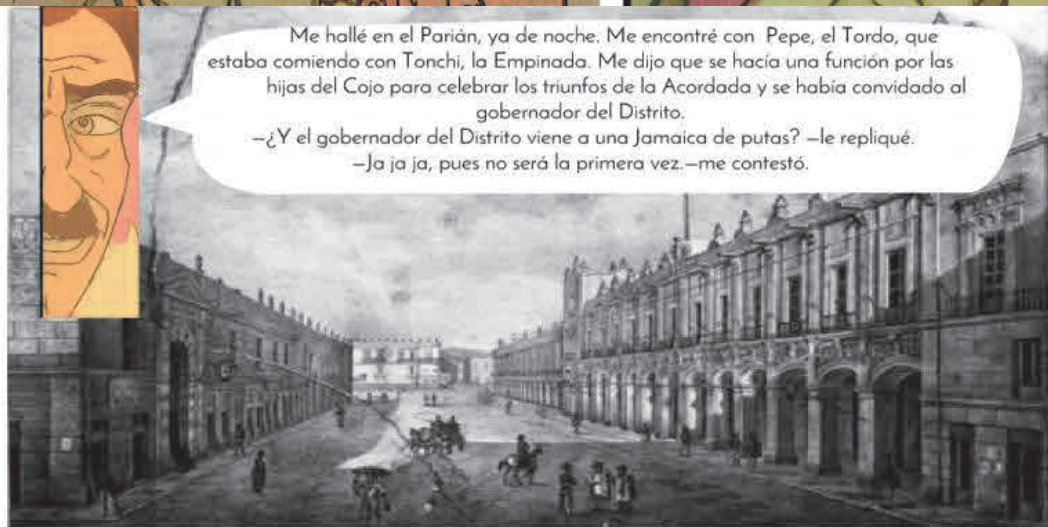 Me hallé en el Parián, ya de noche. Me encontré con Pepe, el Tordo, que
estaba comiendo con Tonchi, la Empinada. Me dijo que se hacía una función por las
hijas del Cojo para celebrar los triunfos de la Acordada y se había convidado al
gobernador del Distrito.
—¿Y el gobernador del Distrito viene a una Jamaica de putas? —le repliqué.
—Ja ja ja, pues no será la primera vez.—me contestó.